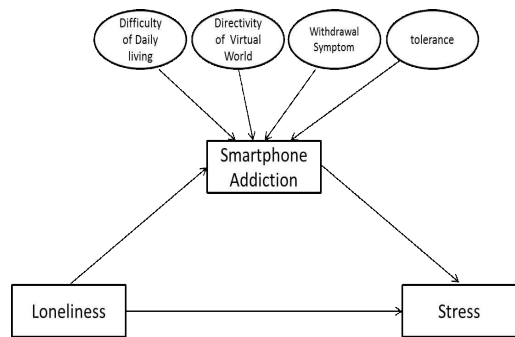 Difficulty
of Daily
living
Directivity
of Virtual
World
Withdrawal
Symptom
tolerance
Smartphone
Addiction
Loneliness
Stress